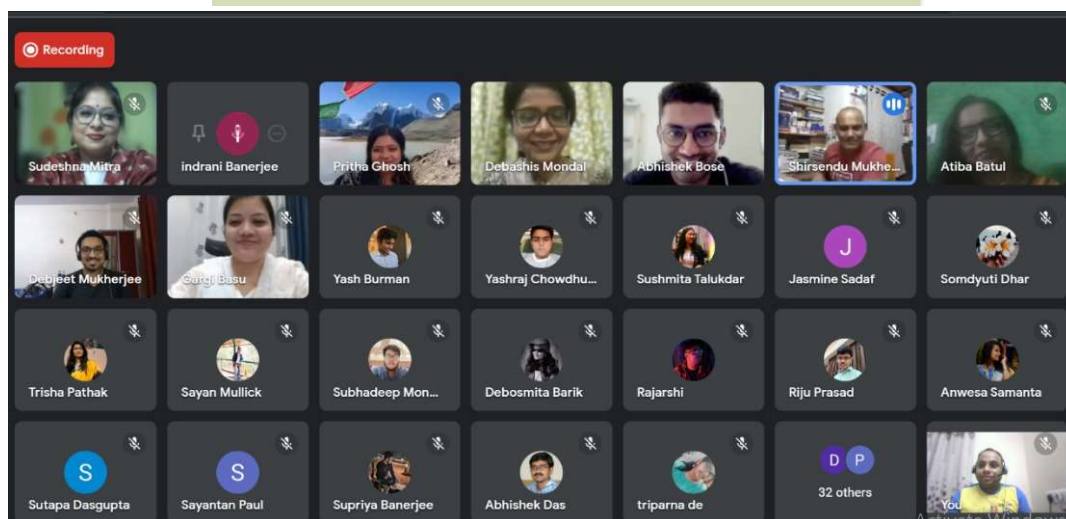 Recording
Sudeshna Mitra
indrani Banerjee
Pritha Ghosh
Debashis Mondal
Abhishek Bose
Shirsendu Mukhe...
Atiba Batul
Debjeet Mukherjee
Gargi Basu
Yash Burman
Yashraj Chowdhu...
Sushmita Talukdar
J
Jasmine Sadaf
Somdyuti Dhar
Trisha Pathak
Sayan Mullick
Subhadeep Mon...
Debosmita Barik
Rajarshi
Riju Prasad
Anwesa Samanta
S
Sutapa Dasgupta
S
Sayantan Paul
Supriya Banerjee
Abhishek Das
triparna de
D P
32 others
You
Activate Windows